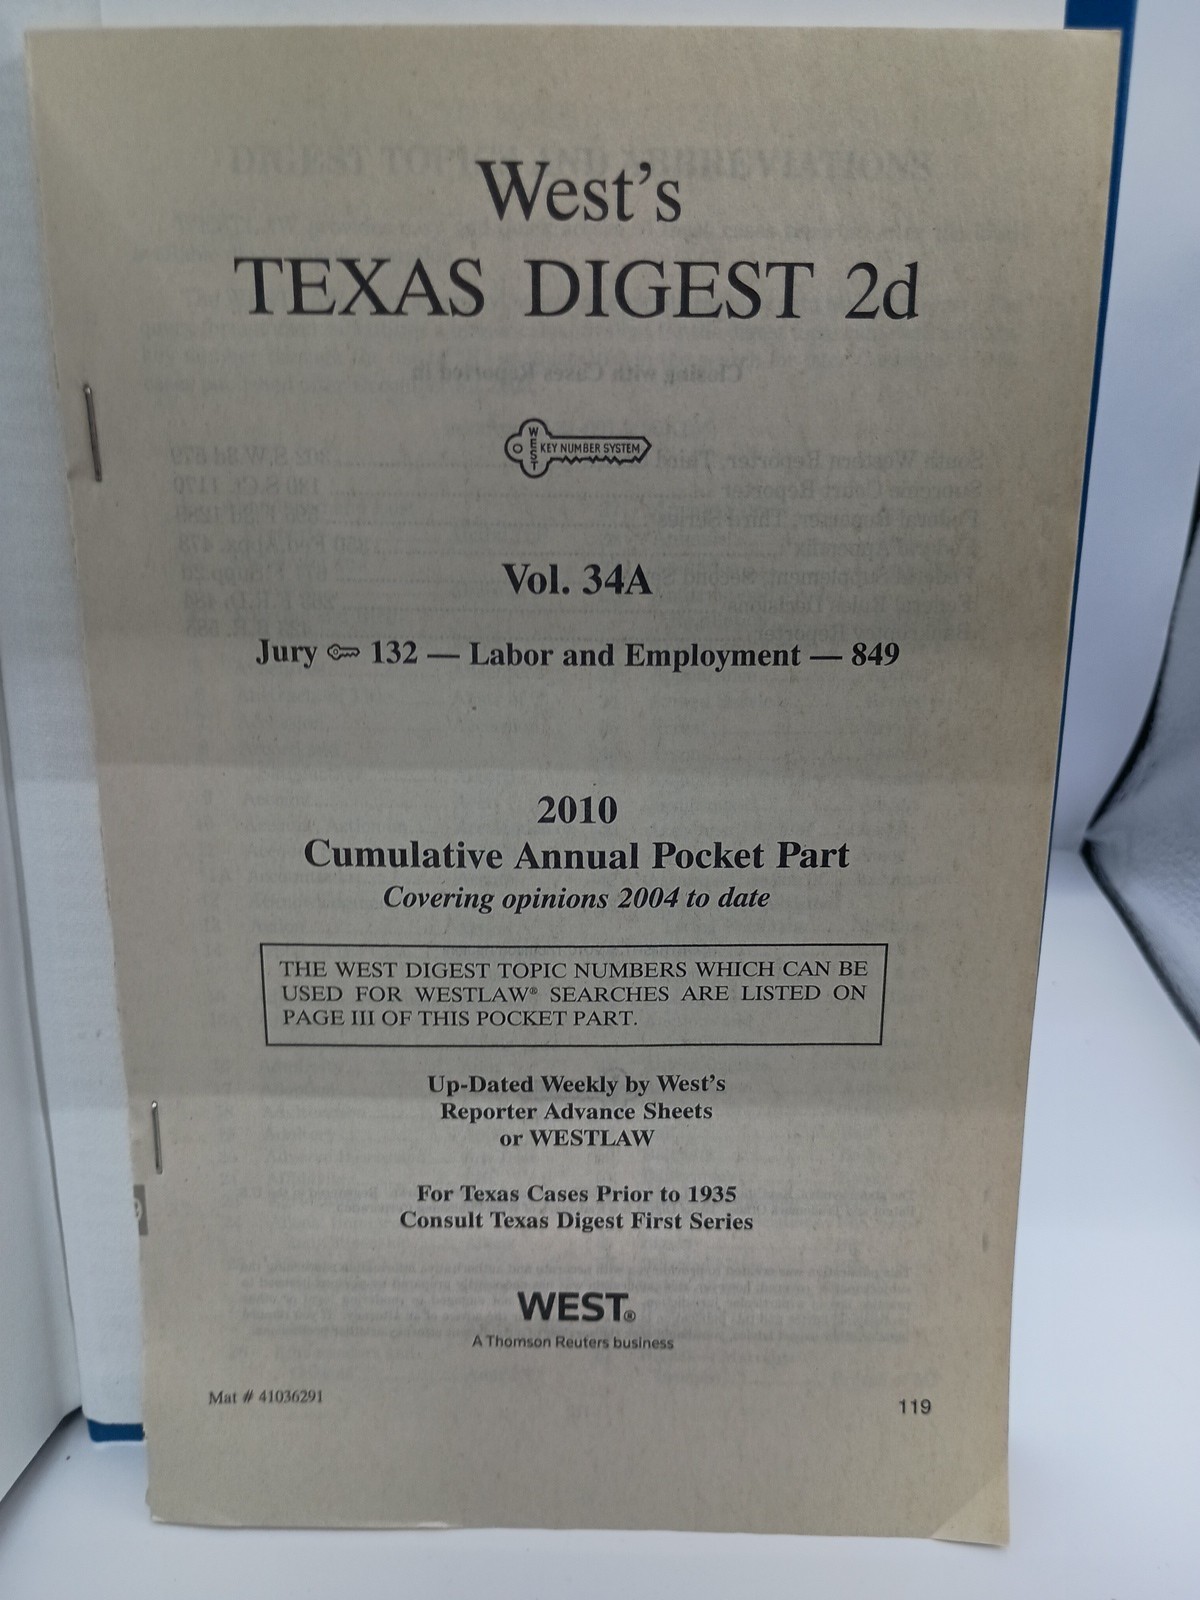 West's
TEXAS DIGEST 2d
WEST
KEY NUMBER SYSTEM
Vol. 34A
Jury 132 — Labor and Employment — 849
2010
Cumulative Annual Pocket Part
Covering opinions 2004 to date
THE WEST DIGEST TOPIC NUMBERS WHICH CAN BE
USED FOR WESTLAW® SEARCHES ARE LISTED ON
PAGE III OF THIS POCKET PART.
Up-Dated Weekly by West's
Reporter Advance Sheets
or WESTLAW
For Texas Cases Prior to 1935
Consult Texas Digest First Series
WEST®
A Thomson Reuters business
Mat # 41036291
119